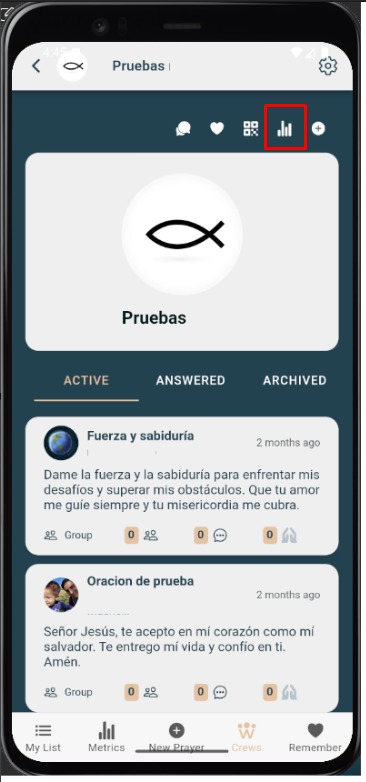 4:45
Pruebas
Pruebas
ACTIVE ANSWERED ARCHIVED
Fuerza y sabiduría
2 months ago
Dame la fuerza y la sabiduría para enfrentar mis
desafíos y superar mis obstáculos. Que tu amor
me guíe siempre y tu misericordia me cubra.
Group 0 0 0
Oracion de prueba
2 months ago
Señor Jesús, te acepto en mí corazón como mí
salvador. Te entrego mí vida y confío en ti.
Amén.
Group 0 0 0
My List Metrics New Prayer Crews Remember